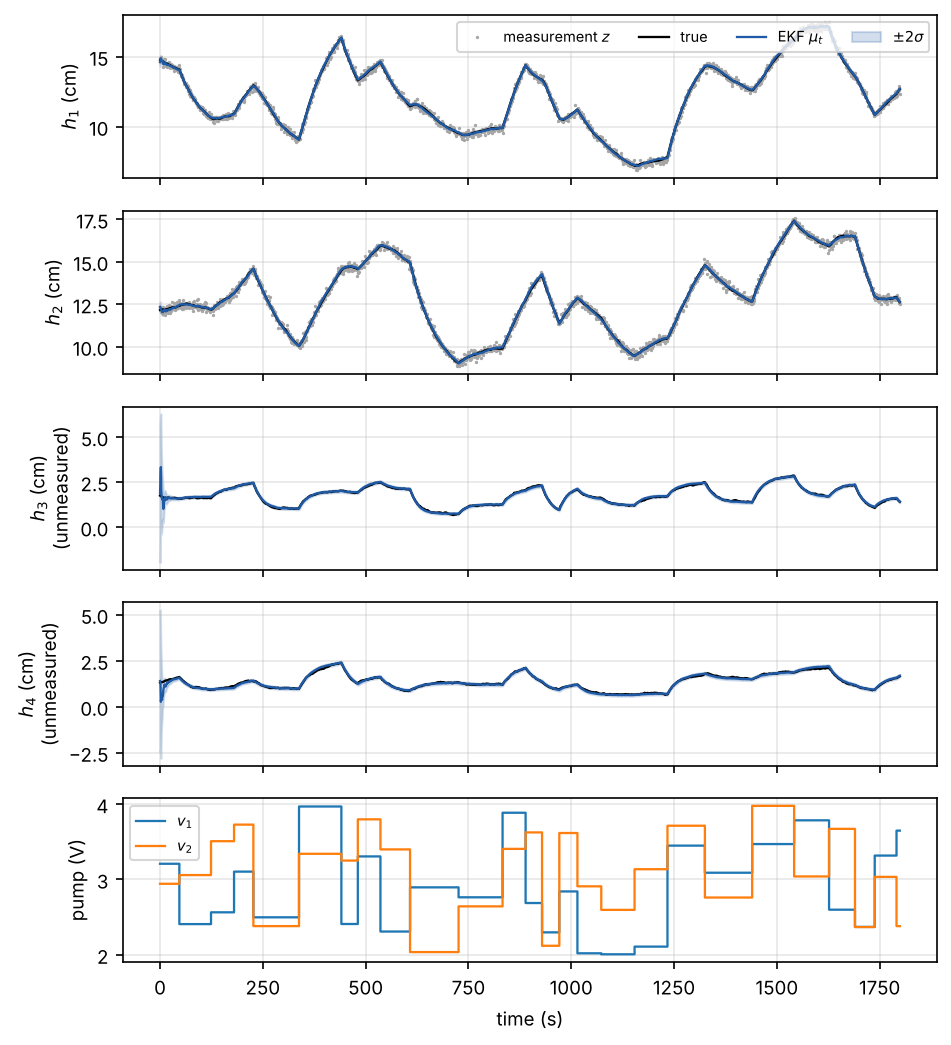 15
10
h₁ (cm)
measurement z true EKF μₜ ±2σ
17.5
15.0
12.5
10.0
h₂ (cm)
5.0
2.5
0.0
h₃ (cm)
(unmeasured)
5.0
2.5
0.0
−2.5
h₄ (cm)
(unmeasured)
4
3
2
pump (V)
v₁
v₂
0 250 500 750 1000 1250 1500 1750
time (s)